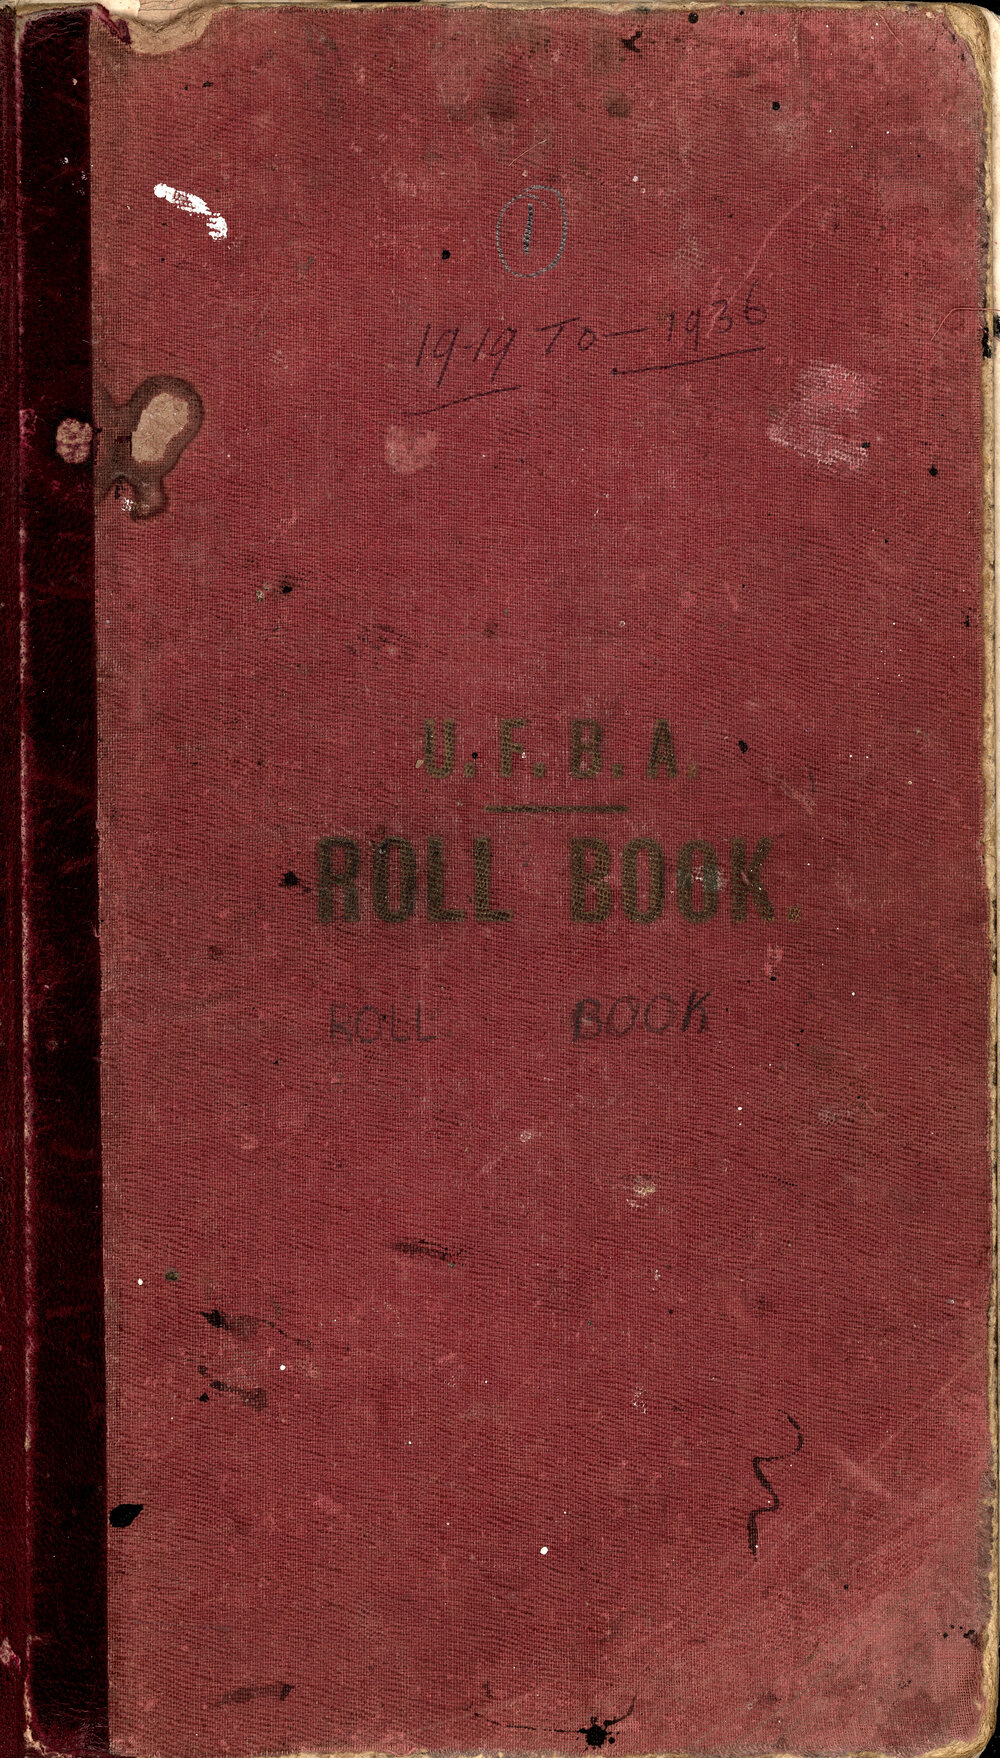 1
1919 TO — 1936
U. F. B. A.
ROLL BOOK.
ROLL BOOK